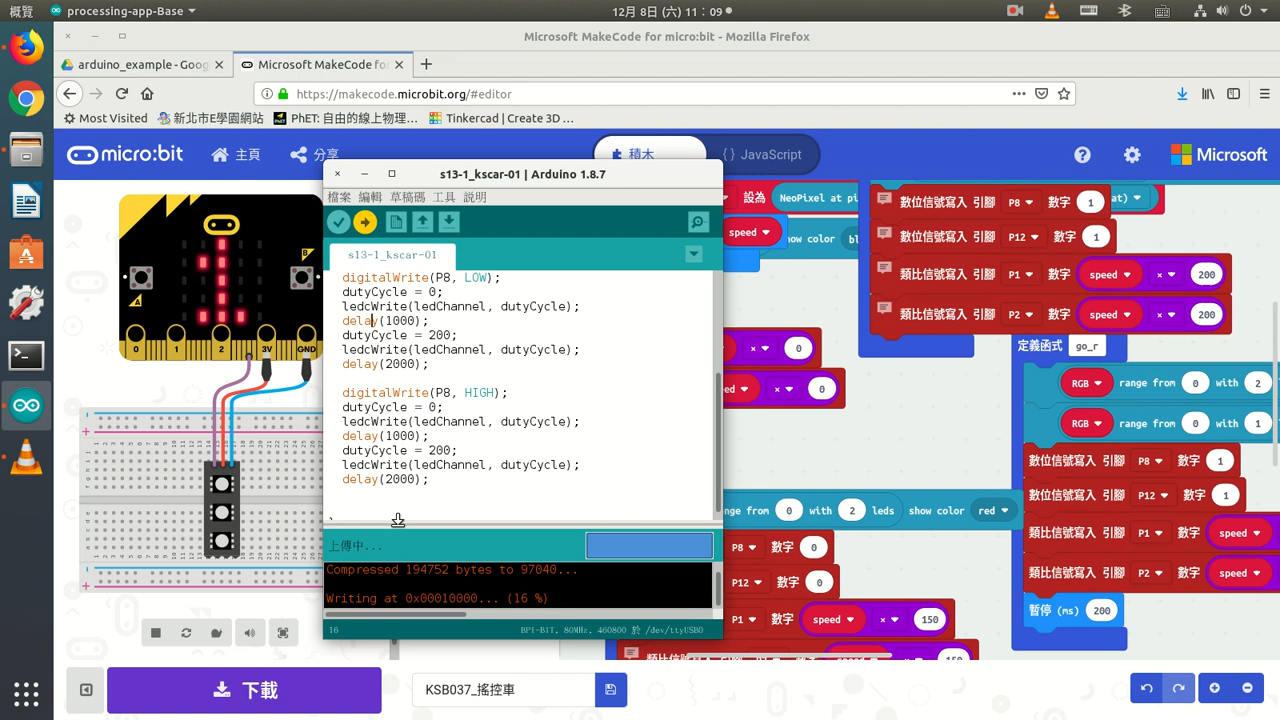 概覽
processing-app-Base
12月 8日 (六) 11：09
Microsoft MakeCode for micro:bit - Mozilla Firefox
arduino_example - Goog
Microsoft MakeCode for
https://makecode.microbit.org/#editor
Most Visited
新北市E學園網站
PhET: 自由的線上物理…
Tinkercad | Create 3D …
micro:bit
主頁
分享
積木
{ } JavaScript
Microsoft
s13-1_kscar-01 | Arduino 1.8.7
檔案 編輯 草稿碼 工具 説明
s13-1_kscar-01
digitalWrite(P8, LOW);
dutyCycle = 0;
ledcWrite(ledChannel, dutyCycle);
delay(1000);
dutyCycle = 200;
ledcWrite(ledChannel, dutyCycle);
delay(2000);
digitalWrite(P8, HIGH);
dutyCycle = 0;
ledcWrite(ledChannel, dutyCycle);
delay(1000);
dutyCycle = 200;
ledcWrite(ledChannel, dutyCycle);
delay(2000);
上傳中...
Compressed 194752 bytes to 97040...
Writing at 0x00010000... (16 %)
16
BPI-BIT, 80MHz, 460800 於 /dev/ttyUSB0
A
B
0 1 2 3V GND
設為 NeoPixel at pi
at)
speed
how color
× 0
ed × 0
數位信號寫入 引腳 P8 數字 1
數位信號寫入 引腳 P12 數字 1
類比信號寫入 引腳 P1 speed × 200
類比信號寫入 引腳 P2 speed × 200
定義函式 go_r
RGB range from 0 with 2
RGB range from 0 with 1
數位信號寫入 引腳 P8 數字 1
數位信號寫入 引腳 P12 數字 1
類比信號寫入 引腳 P1 數字 speed
類比信號寫入 引腳 P2 數字 speed
暫停 (ms) 200
nge from 0 with 2 leds show color red
P8 數字 0
P12 數字 0
P1 數字 speed × 150
150
下載
KSB037_搖控車